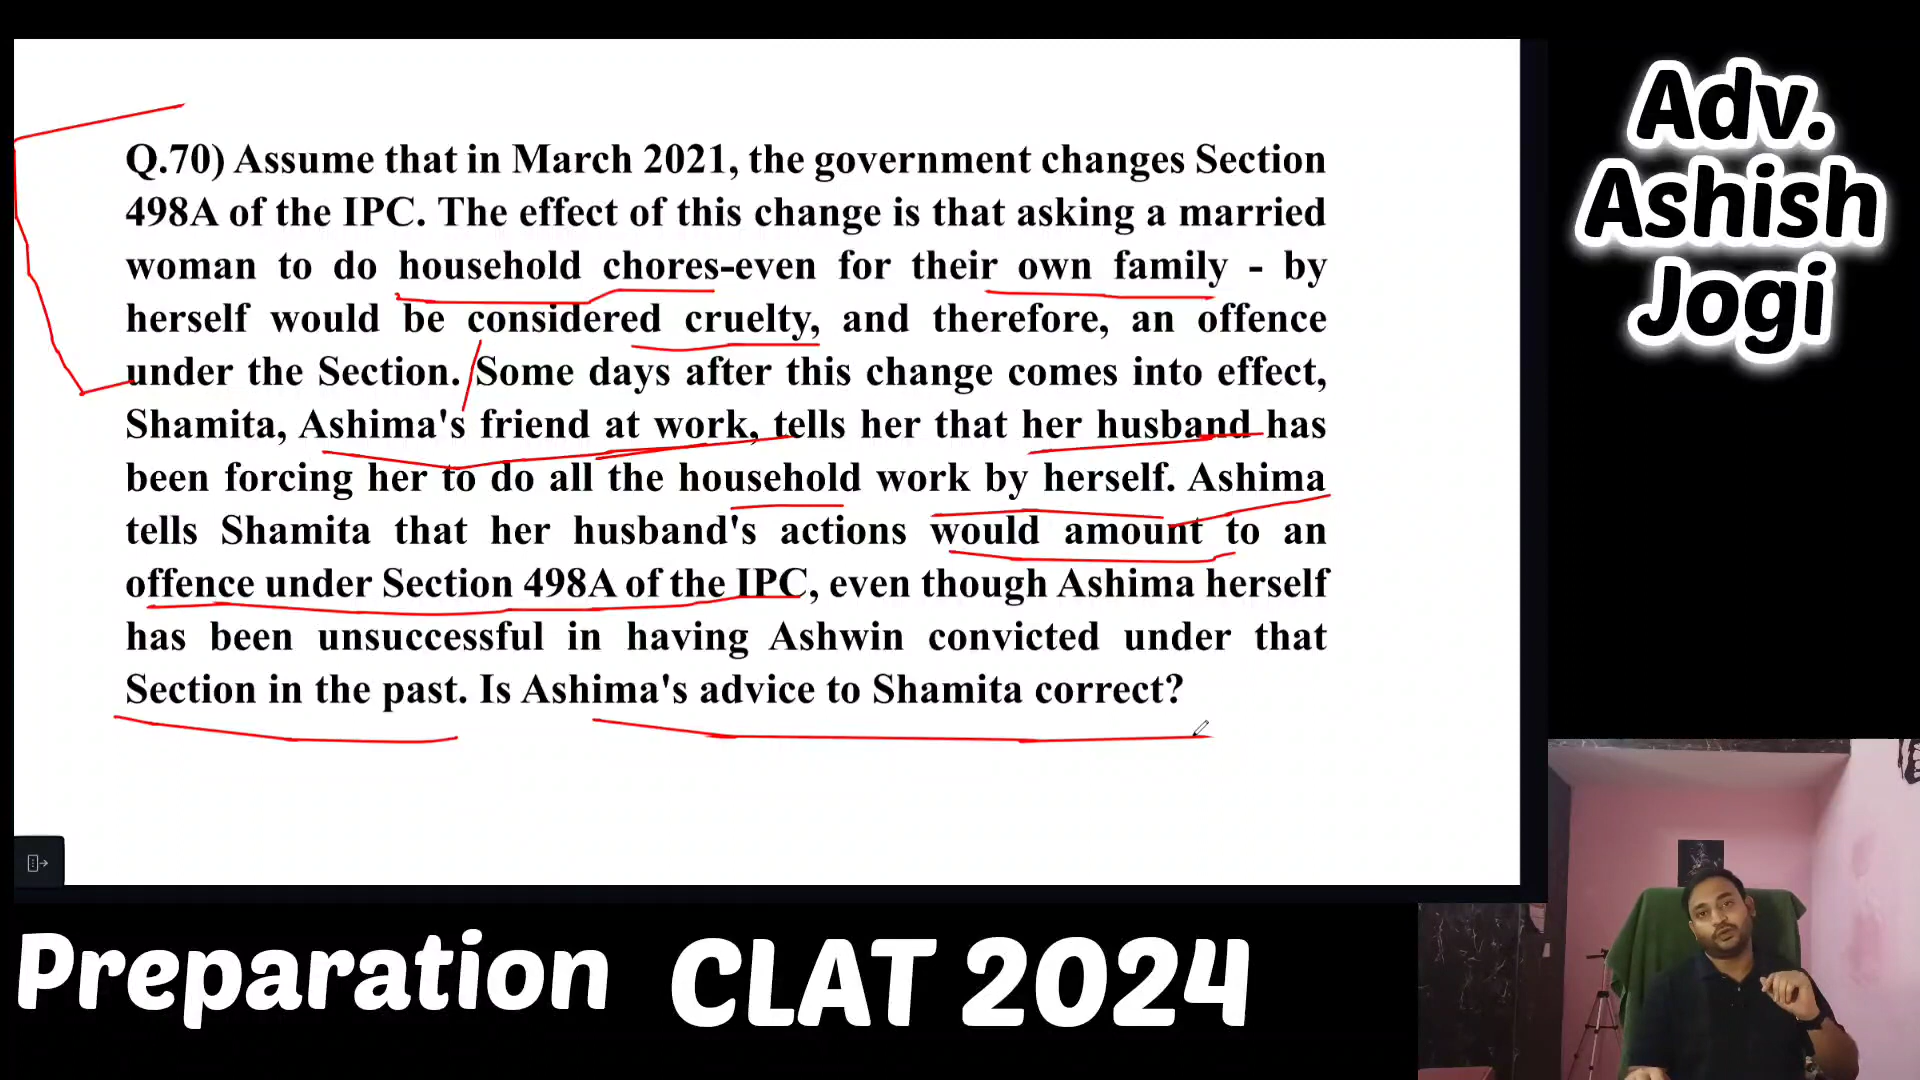 Q.70) Assume that in March 2021, the government changes Section
498A of the IPC. The effect of this change is that asking a married
woman to do household chores-even for their own family - by
herself would be considered cruelty, and therefore, an offence
under the Section. Some days after this change comes into effect,
Shamita, Ashima's friend at work, tells her that her husband has
been forcing her to do all the household work by herself. Ashima
tells Shamita that her husband's actions would amount to an
offence under Section 498A of the IPC, even though Ashima herself
has been unsuccessful in having Ashwin convicted under that
Section in the past. Is Ashima's advice to Shamita correct?
Adv.
Ashish
Jogi
Preparation CLAT 2024